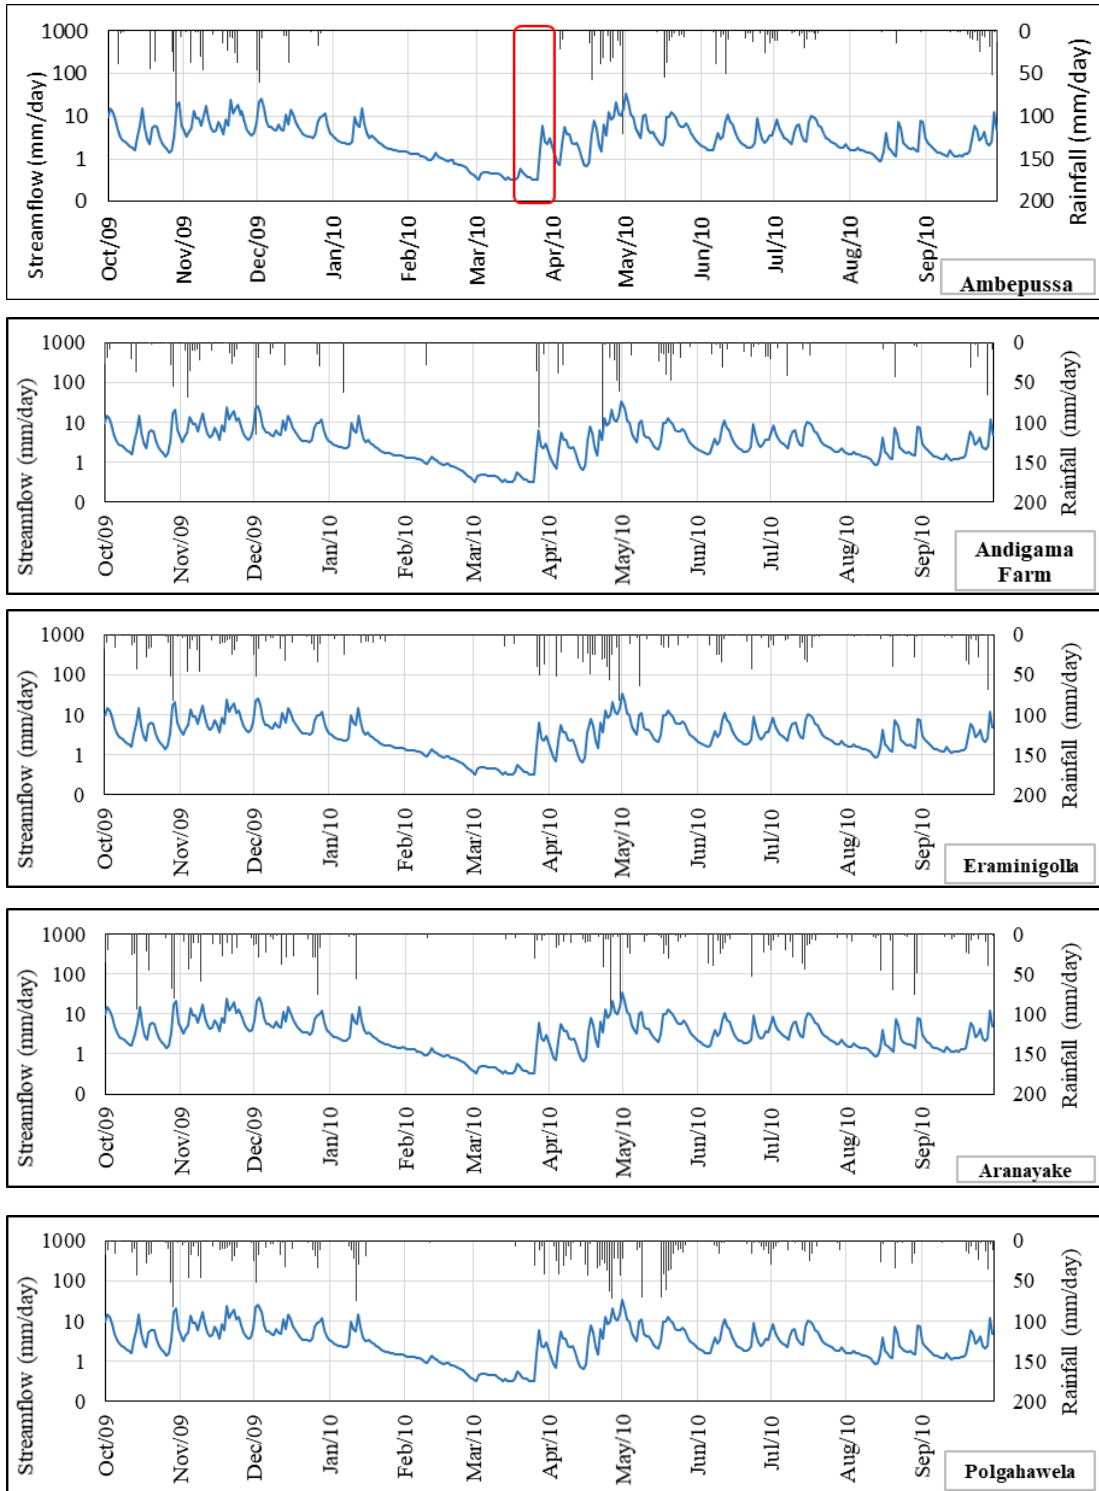 1000
100
10
1
0
Streamflow (mm/day)
0
50
100
150
200
Rainfall (mm/day)
Oct/09
Nov/09
Dec/09
Jan/10
Feb/10
Mar/10
Apr/10
May/10
Jun/10
Jul/10
Aug/10
Sep/10
Ambepussa
1000
100
10
1
0
Streamflow (mm/day)
0
50
100
150
200
Rainfall (mm/day)
Oct/09
Nov/09
Dec/09
Jan/10
Feb/10
Mar/10
Apr/10
May/10
Jun/10
Jul/10
Aug/10
Sep/10
Andigama
Farm
1000
100
10
1
0
Streamflow (mm/day)
0
50
100
150
200
Rainfall (mm/day)
Oct/09
Nov/09
Dec/09
Jan/10
Feb/10
Mar/10
Apr/10
May/10
Jun/10
Jul/10
Aug/10
Sep/10
Eraminigolla
1000
100
10
1
0
Streamflow (mm/day)
0
50
100
150
200
Rainfall (mm/day)
Oct/09
Nov/09
Dec/09
Jan/10
Feb/10
Mar/10
Apr/10
May/10
Jun/10
Jul/10
Aug/10
Sep/10
Aranayake
1000
100
10
1
0
Streamflow (mm/day)
0
50
100
150
200
Rainfall (mm/day)
Oct/09
Nov/09
Dec/09
Jan/10
Feb/10
Mar/10
Apr/10
May/10
Jun/10
Jul/10
Aug/10
Sep/10
Polgahawela